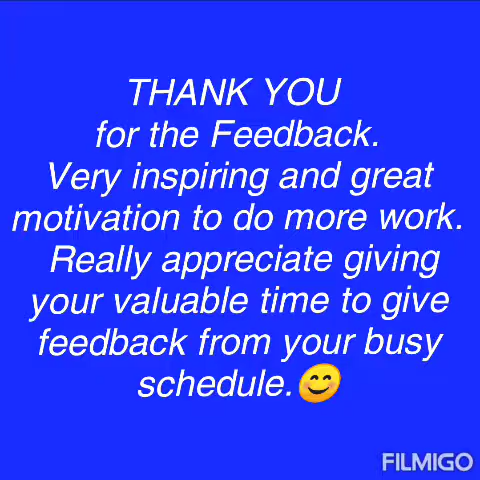 THANK YOU
for the Feedback.
Very inspiring and great
motivation to do more work.
Really appreciate giving
your valuable time to give
feedback from your busy
schedule.😊
FILMIGO